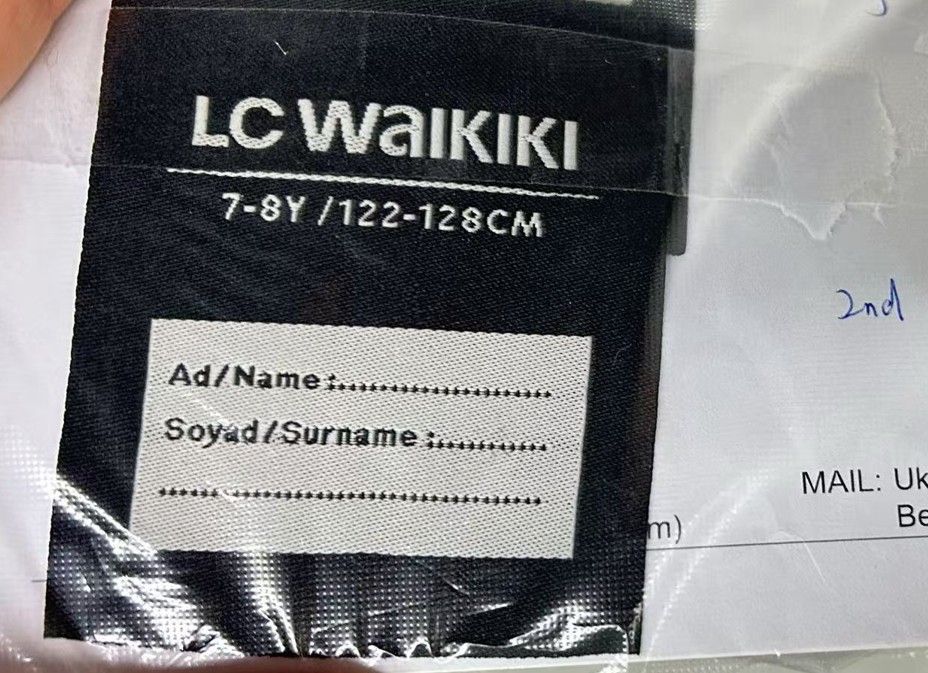 LC WaIKIKI
7-8Y /122-128CM
Ad/Name:......................
Soyad/Surname:............
.......................................
2nd
MAIL: Uk
Be
m)